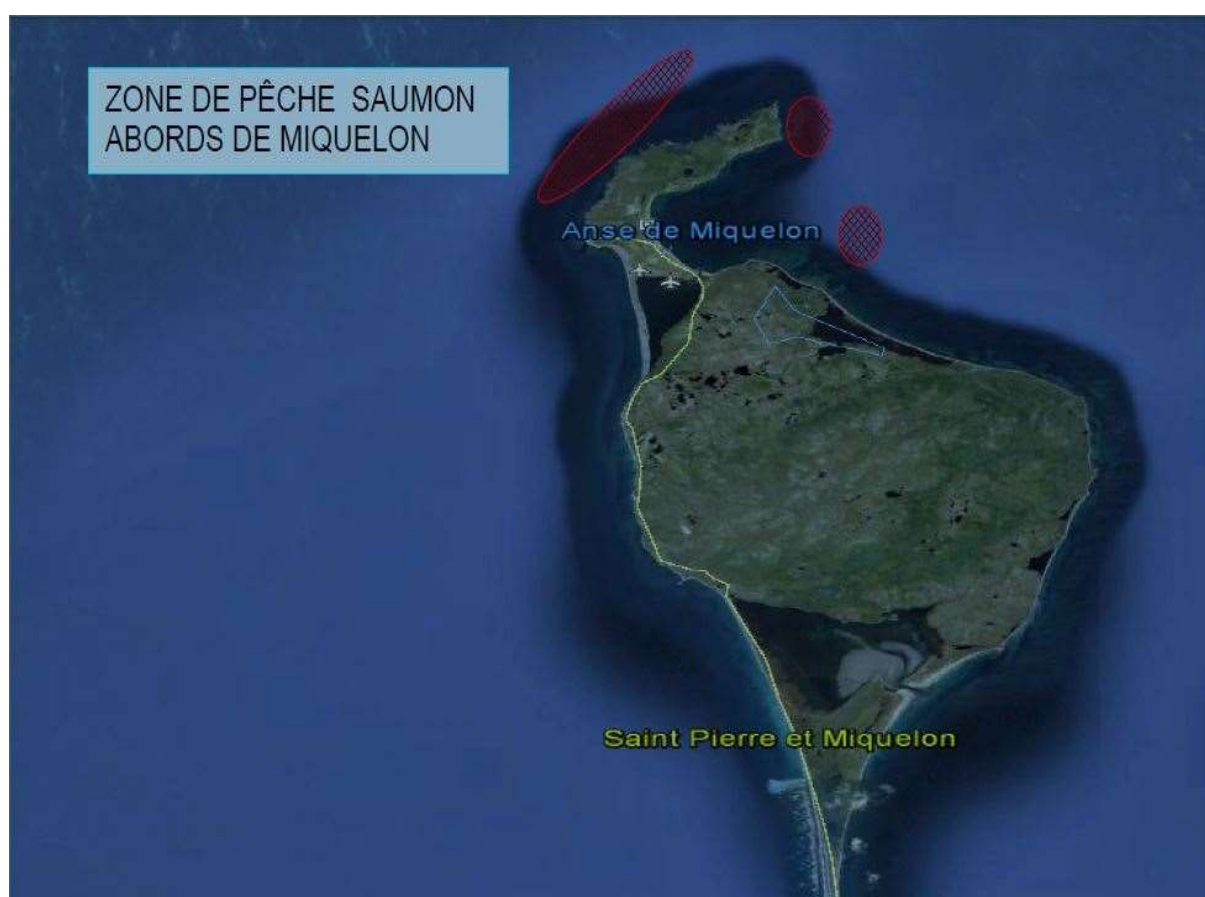 ZONE DE PÊCHE SAUMON
ABORDS DE MIQUELON
Anse de Miquelon
Saint Pierre et Miquelon